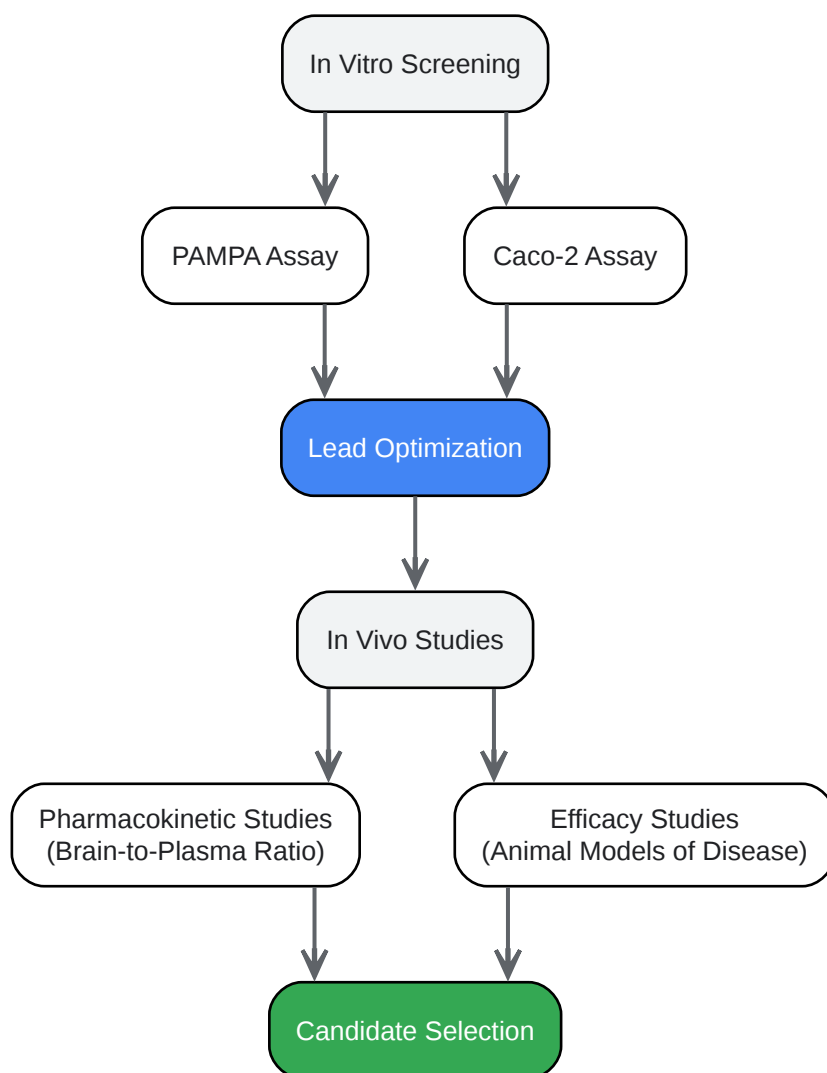 In Vitro Screening
PAMPA Assay
Caco-2 Assay
Lead Optimization
In Vivo Studies
Pharmacokinetic Studies
(Brain-to-Plasma Ratio)
Efficacy Studies
(Animal Models of Disease)
Candidate Selection